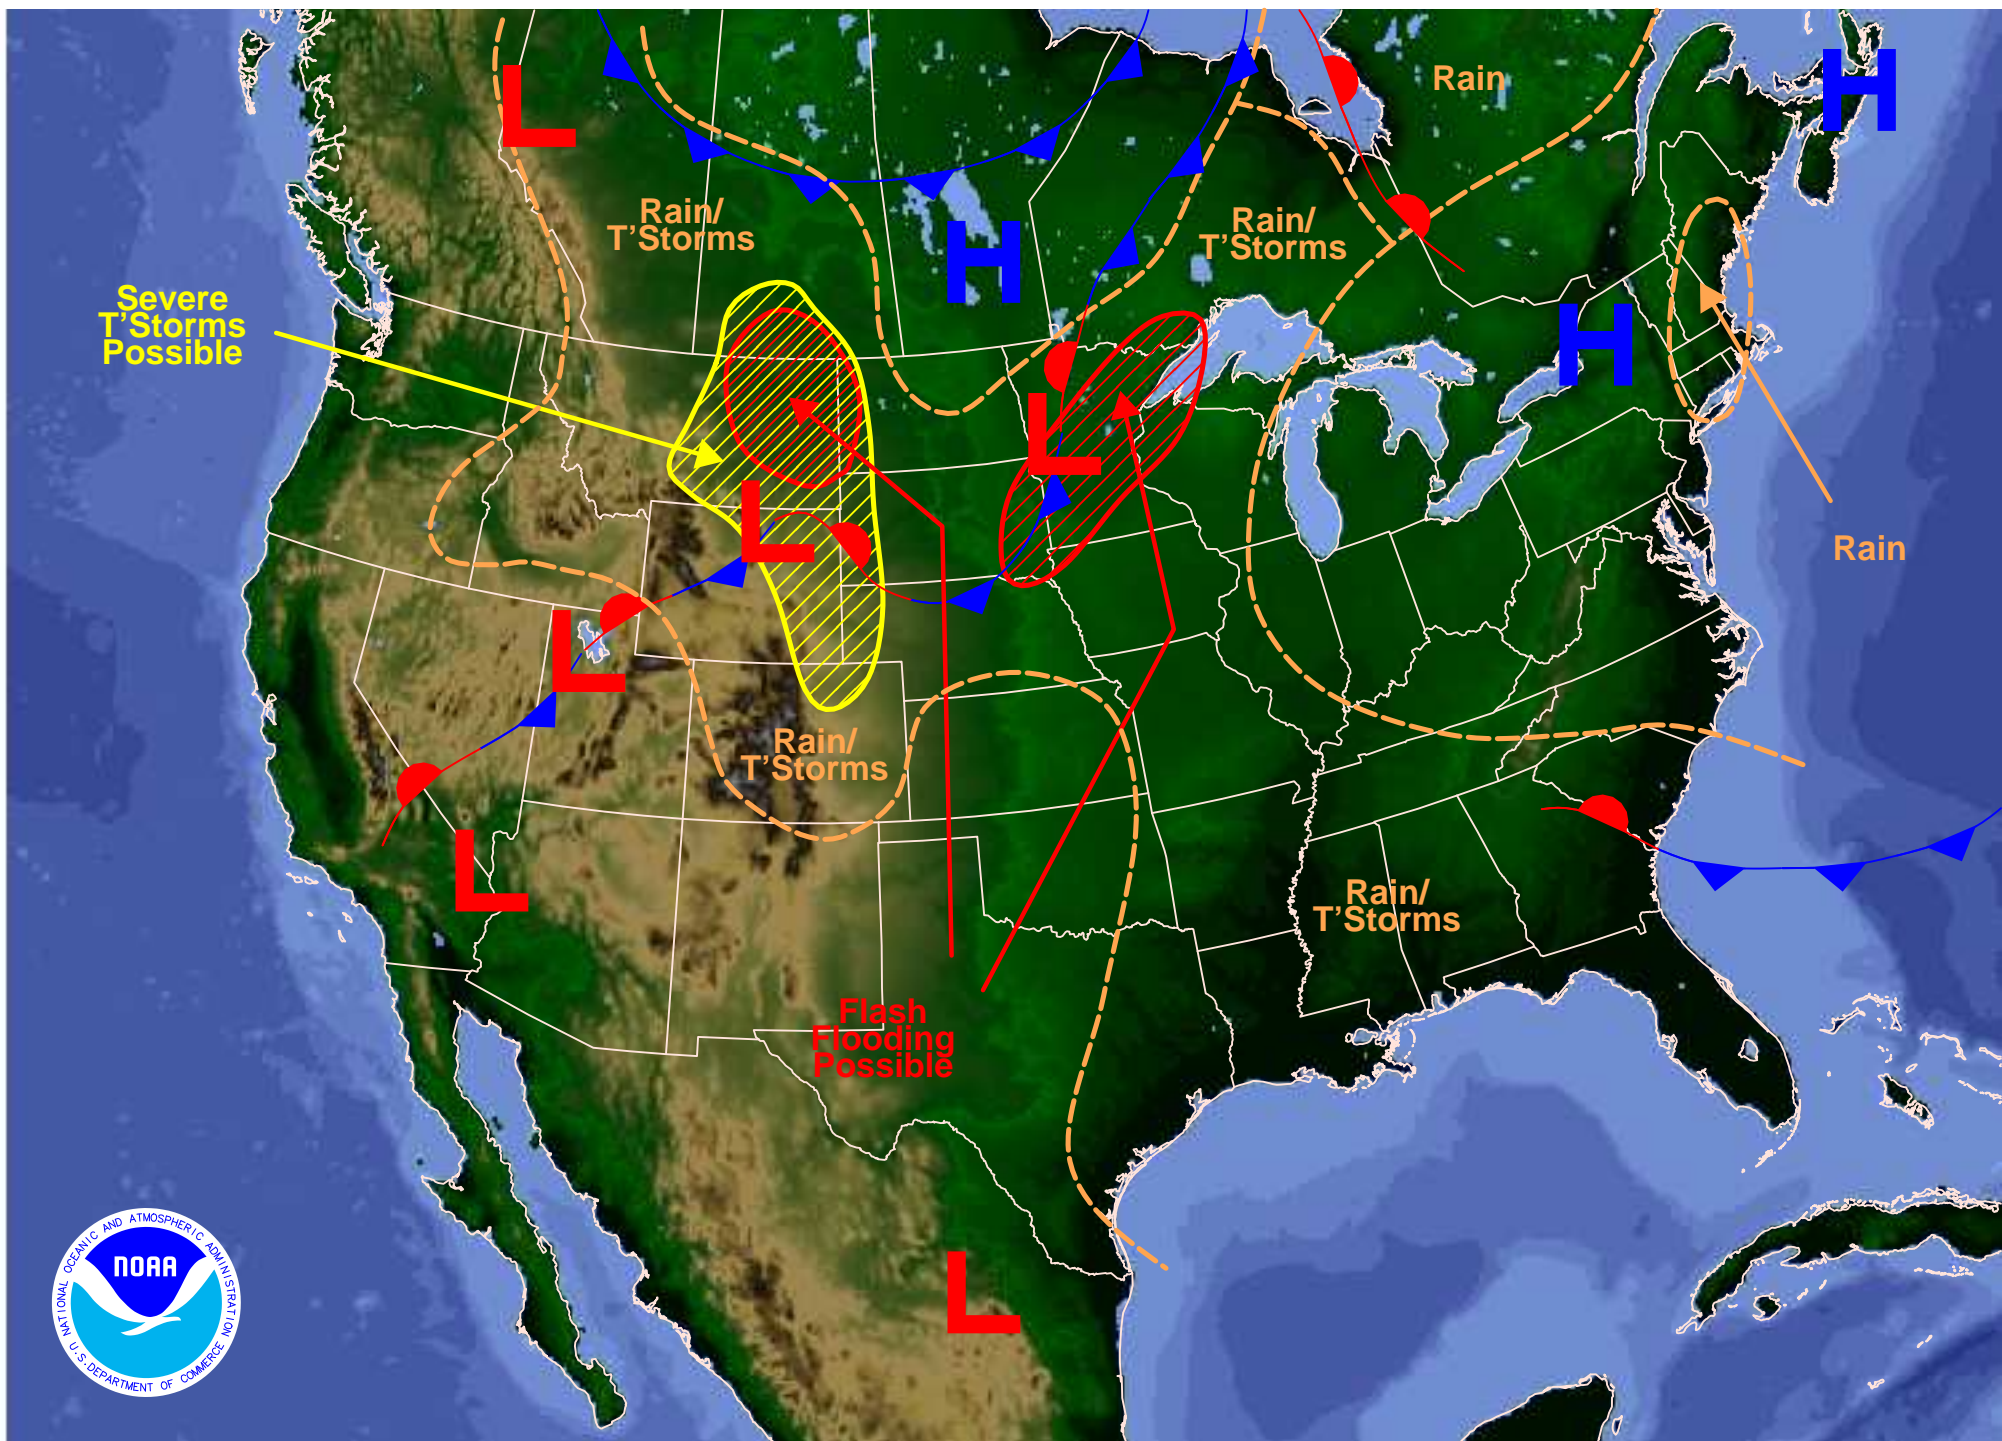 L
Rain
H
Rain/
T'Storms
Rain/
T'Storms
H
Severe
T'Storms
Possible
H
L
L
Rain
L
Rain/
T'Storms
L
Rain/
T'Storms
Flash
Flooding
Possible
L
NATIONAL OCEANIC AND ATMOSPHERIC ADMINISTRATION
NOAA
U.S. DEPARTMENT OF COMMERCE